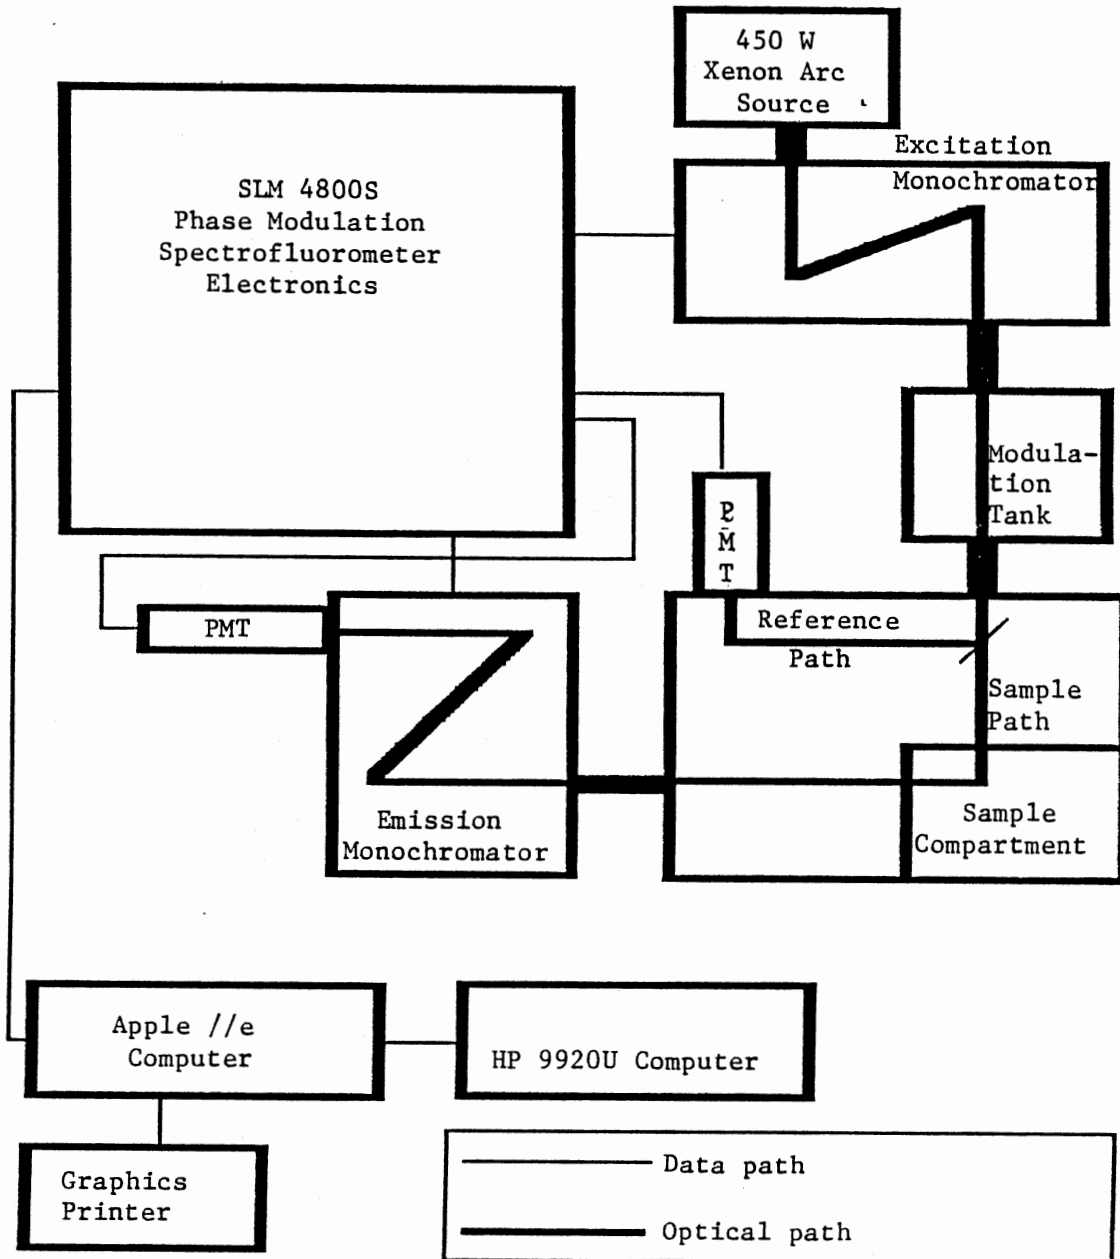 450 W
Xenon Arc
Source
Excitation
Monochromator
SLM 4800S
Phase Modulation
Spectrofluorometer
Electronics
Modula-
tion
Tank
P
M
T
PMT
Reference
Path
Sample
Path
Emission
Monochromator
Sample
Compartment
Apple //e
Computer
HP 9920U Computer
Graphics
Printer
Data path
Optical path